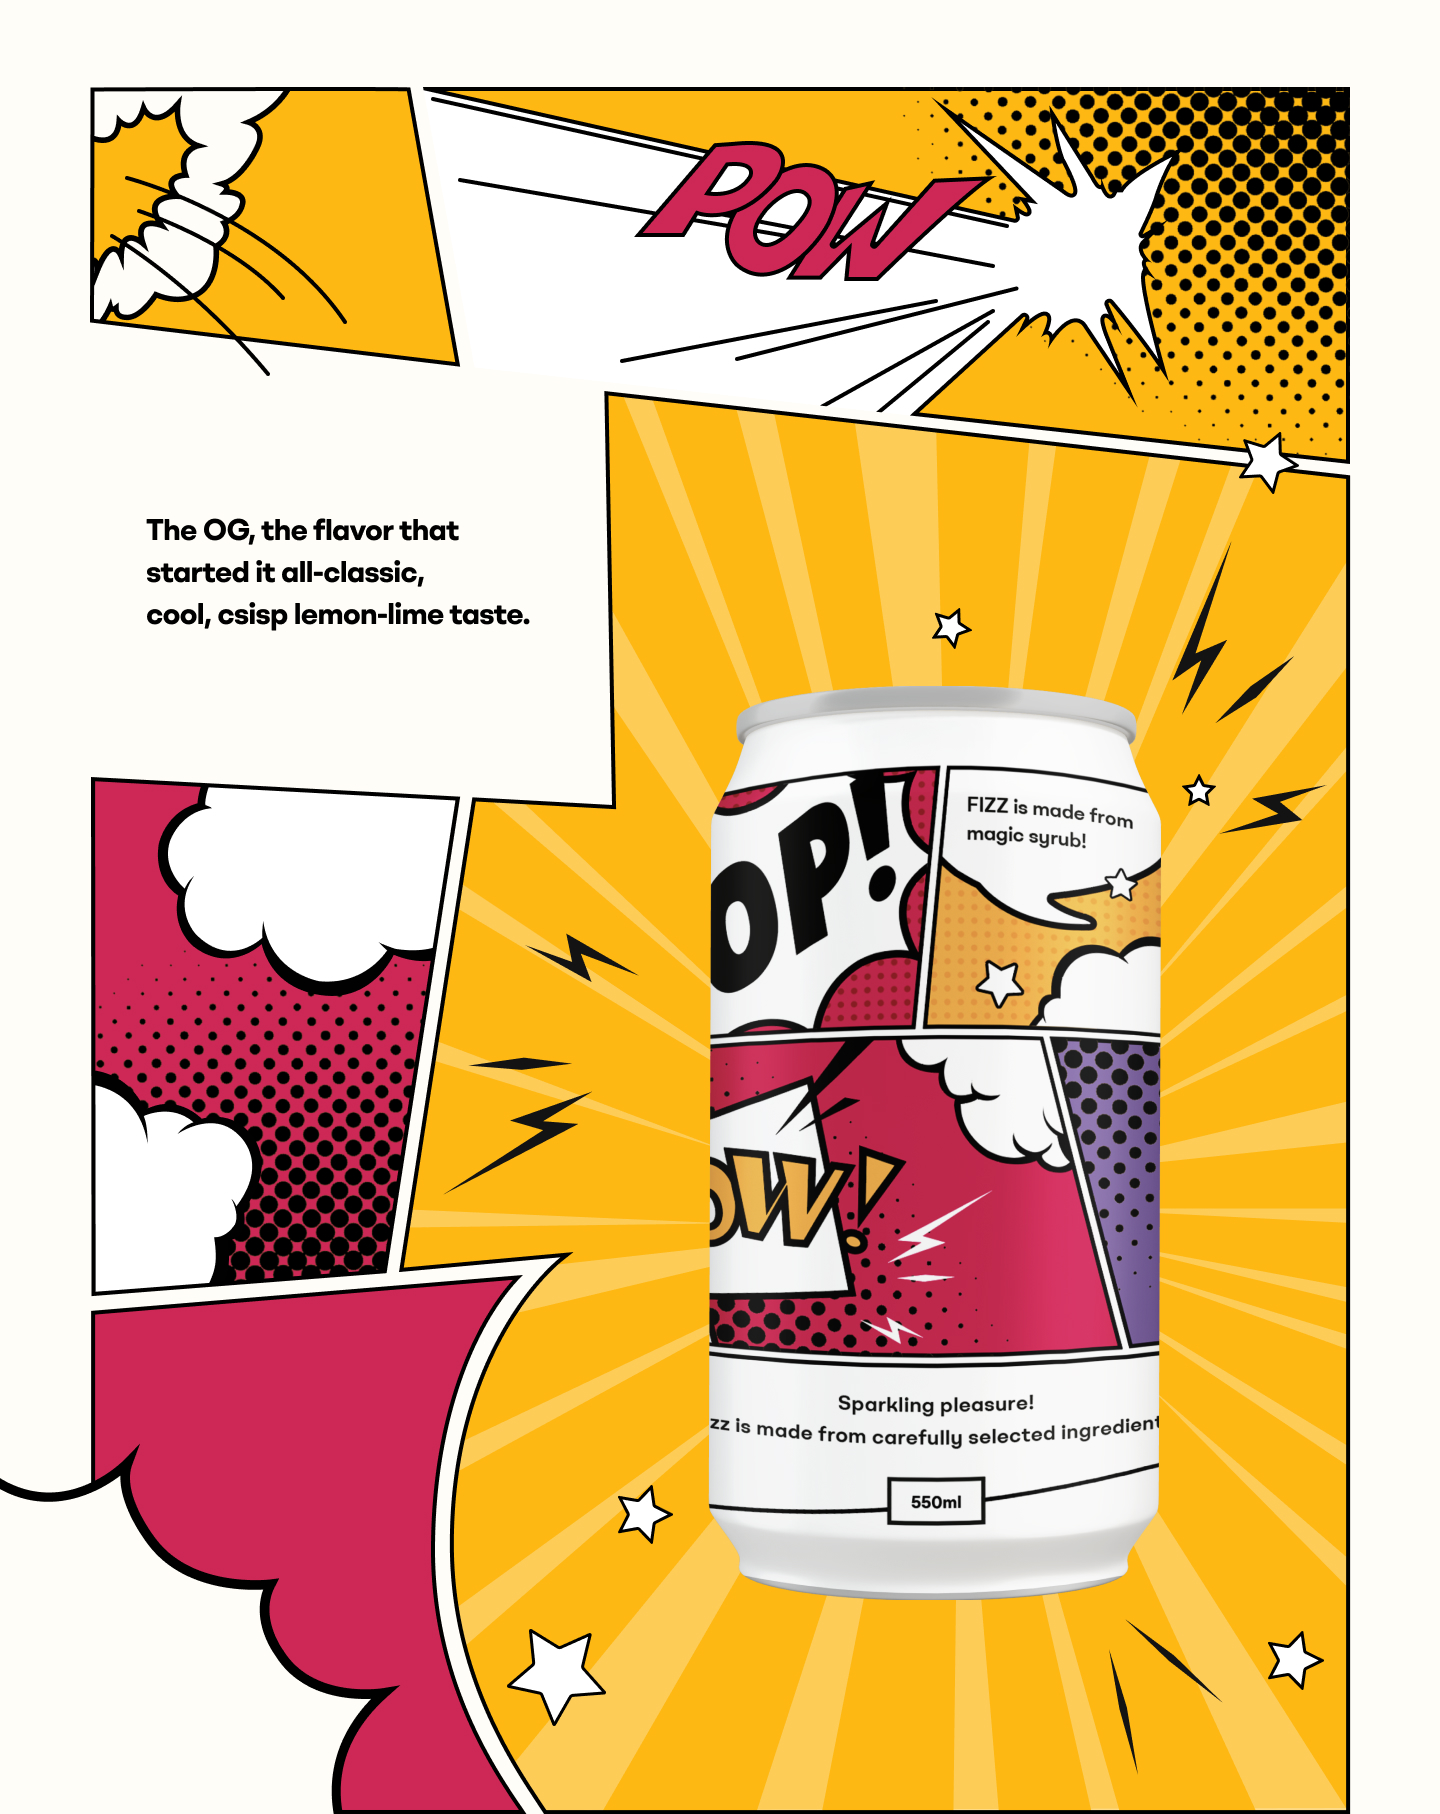 POW
The OG, the flavor that
started it all-classic,
cool, csisp lemon-lime taste.
OP!
FIZZ is made from
magic syrub!
OW!
Sparkling pleasure!
zz is made from carefully selected ingredient
550ml